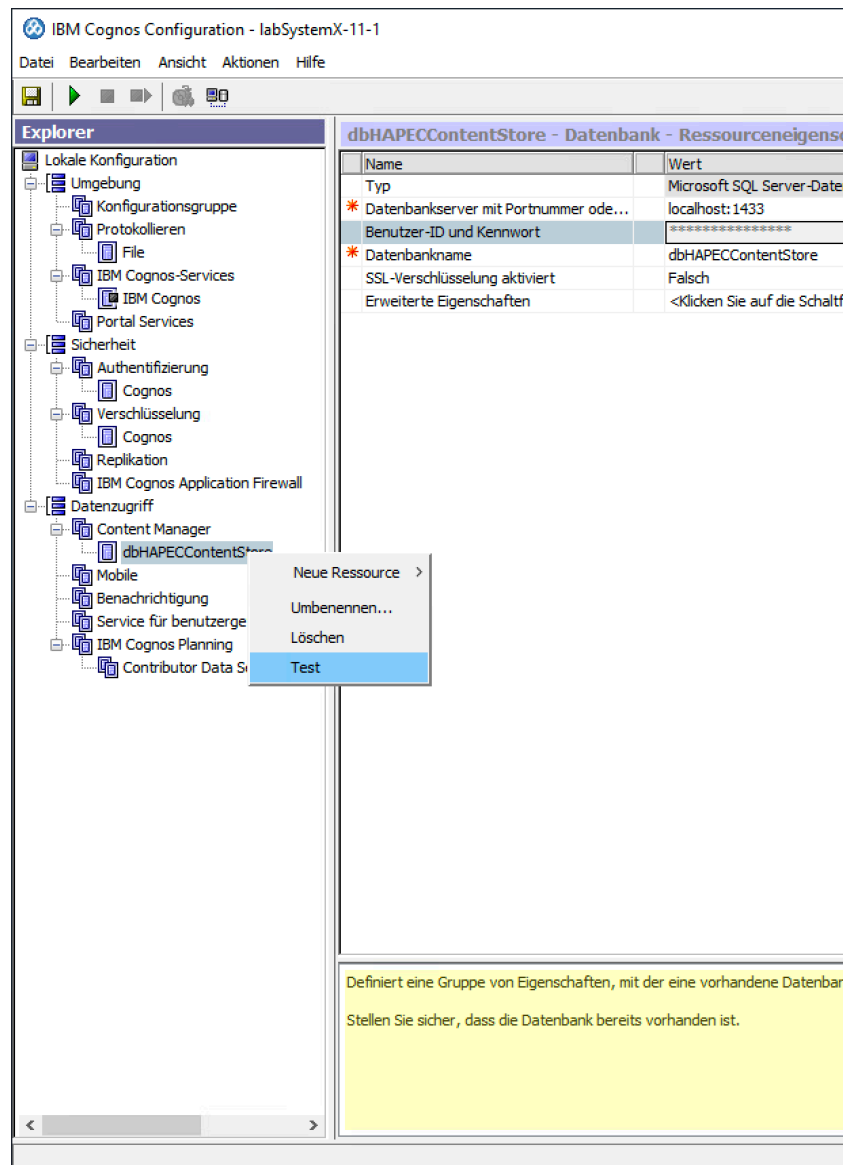 IBM Cognos Configuration - labSystemX-11-1
Datei Bearbeiten Ansicht Aktionen Hilfe
Explorer
Lokale Konfiguration
Umgebung
Konfigurationsgruppe
Protokollieren
File
IBM Cognos-Services
IBM Cognos
Portal Services
Sicherheit
Authentifizierung
Cognos
Verschlüsselung
Cognos
Replikation
IBM Cognos Application Firewall
Datenzugriff
Content Manager
dbHAPECContentStore
Mobile
Benachrichtigung
Service für benutzerge
IBM Cognos Planning
Contributor Data Se
Neue Ressource >
Umbenennen...
Löschen
Test
dbHAPECContentStore - Datenbank - Ressourceneigensc
Name Wert
Typ Microsoft SQL Server-Date
* Datenbankserver mit Portnummer ode... localhost:1433
Benutzer-ID und Kennwort ***************
* Datenbankname dbHAPECContentStore
SSL-Verschlüsselung aktiviert Falsch
Erweiterte Eigenschaften <Klicken Sie auf die Schaltf
Definiert eine Gruppe von Eigenschaften, mit der eine vorhandene Datenban
Stellen Sie sicher, dass die Datenbank bereits vorhanden ist.